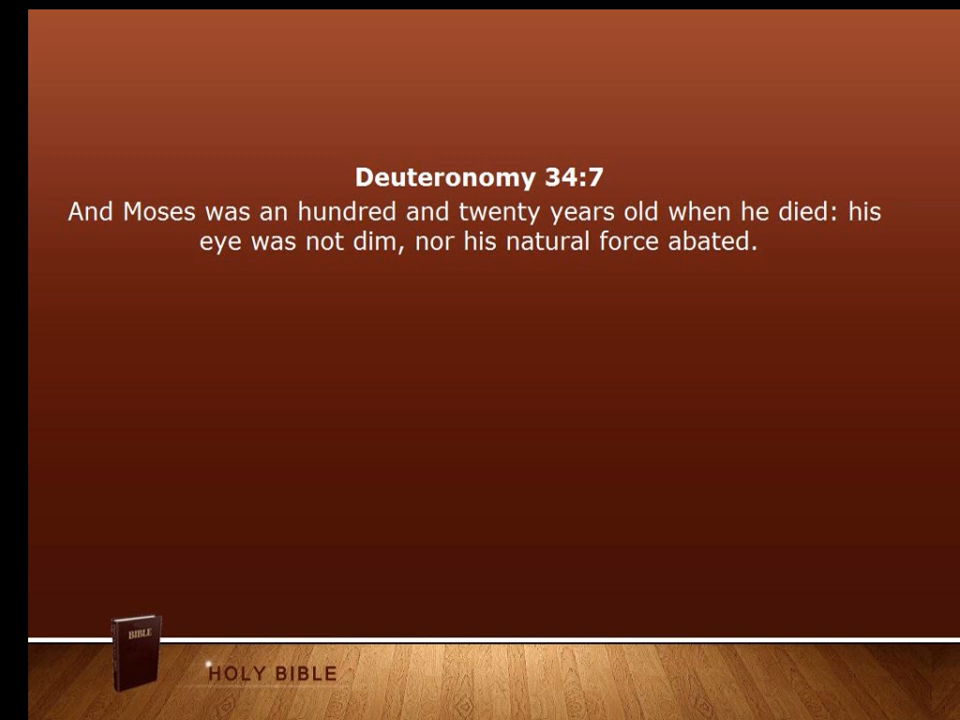 Deuteronomy 34:7
And Moses was an hundred and twenty years old when he died: his
eye was not dim, nor his natural force abated.
BIBLE
HOLY BIBLE